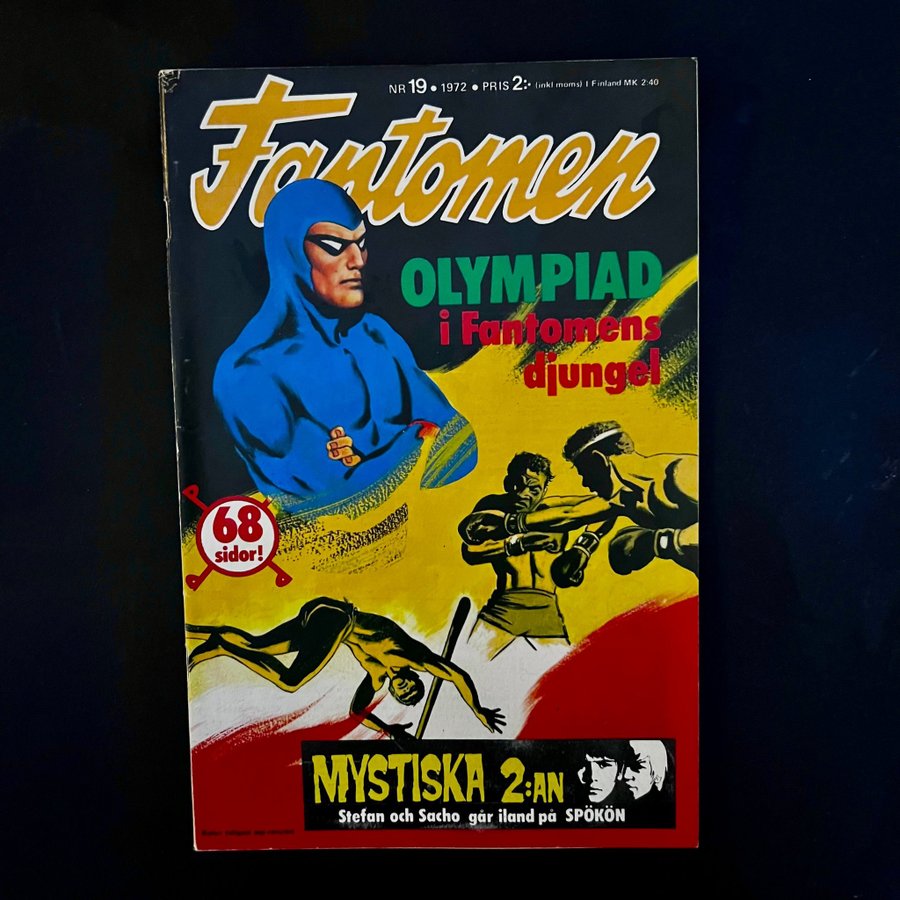 NR 19 • 1972 • PRIS 2:- (inkl moms) I Finland MK 2:40
Fantomen
OLYMPIAD
i Fantomens
djungel
68
sidor!
MYSTISKA 2:AN
Stefan och Sacho går iland på SPÖKÖN